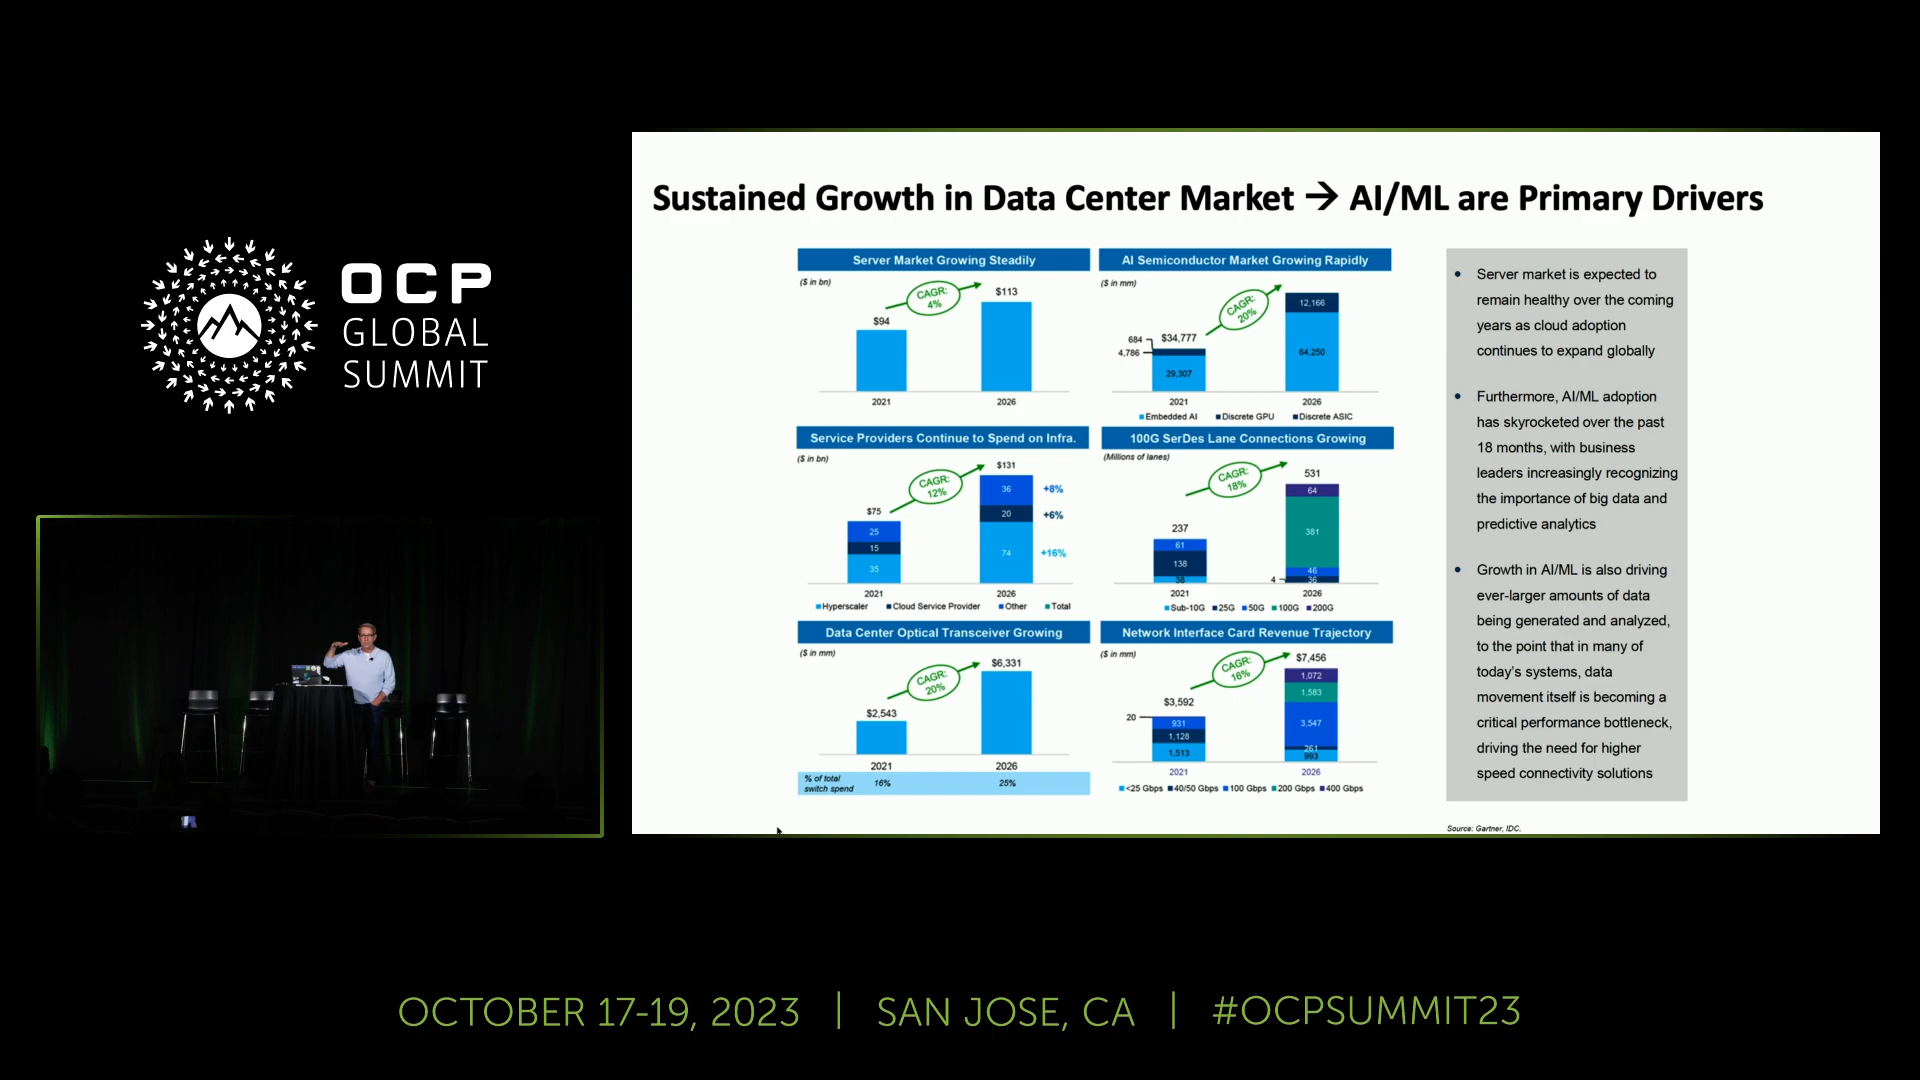 OCP
GLOBAL
SUMMIT
Sustained Growth in Data Center Market → AI/ML are Primary Drivers
Server Market Growing Steadily
($ in bn)
CAGR:
4%
$113
$94
2021 2026
AI Semiconductor Market Growing Rapidly
($ in mm)
CAGR:
20%
12,166
684
$34,777
4,786
64,250
29,307
2021 2026
Embedded AI Discrete GPU Discrete ASIC
Service Providers Continue to Spend on Infra.
($ in bn)
CAGR:
12%
$131
36 +8%
$75
20 +6%
25
15
74 +16%
35
2021 2026
Hyperscaler Cloud Service Provider Other Total
100G SerDes Lane Connections Growing
(Millions of lanes)
CAGR:
18%
531
64
237
381
61
138
46
38
4 36
2021 2026
Sub-10G 25G 50G 100G 200G
Data Center Optical Transceiver Growing
($ in mm)
CAGR:
20%
$6,331
$2,543
2021 2026
% of total
switch spend 16% 25%
Network Interface Card Revenue Trajectory
($ in mm)
CAGR:
16%
$7,456
1,072
1,583
$3,592
20
931
3,547
1,128
261
1,513
993
2021 2026
<25 Gbps 40/50 Gbps 100 Gbps 200 Gbps 400 Gbps
• Server market is expected to
remain healthy over the coming
years as cloud adoption
continues to expand globally
• Furthermore, AI/ML adoption
has skyrocketed over the past
18 months, with business
leaders increasingly recognizing
the importance of big data and
predictive analytics
• Growth in AI/ML is also driving
ever-larger amounts of data
being generated and analyzed,
to the point that in many of
today's systems, data
movement itself is becoming a
critical performance bottleneck,
driving the need for higher
speed connectivity solutions
Source: Gartner, IDC.
OCTOBER 17-19, 2023 | SAN JOSE, CA | #OCPSUMMIT23